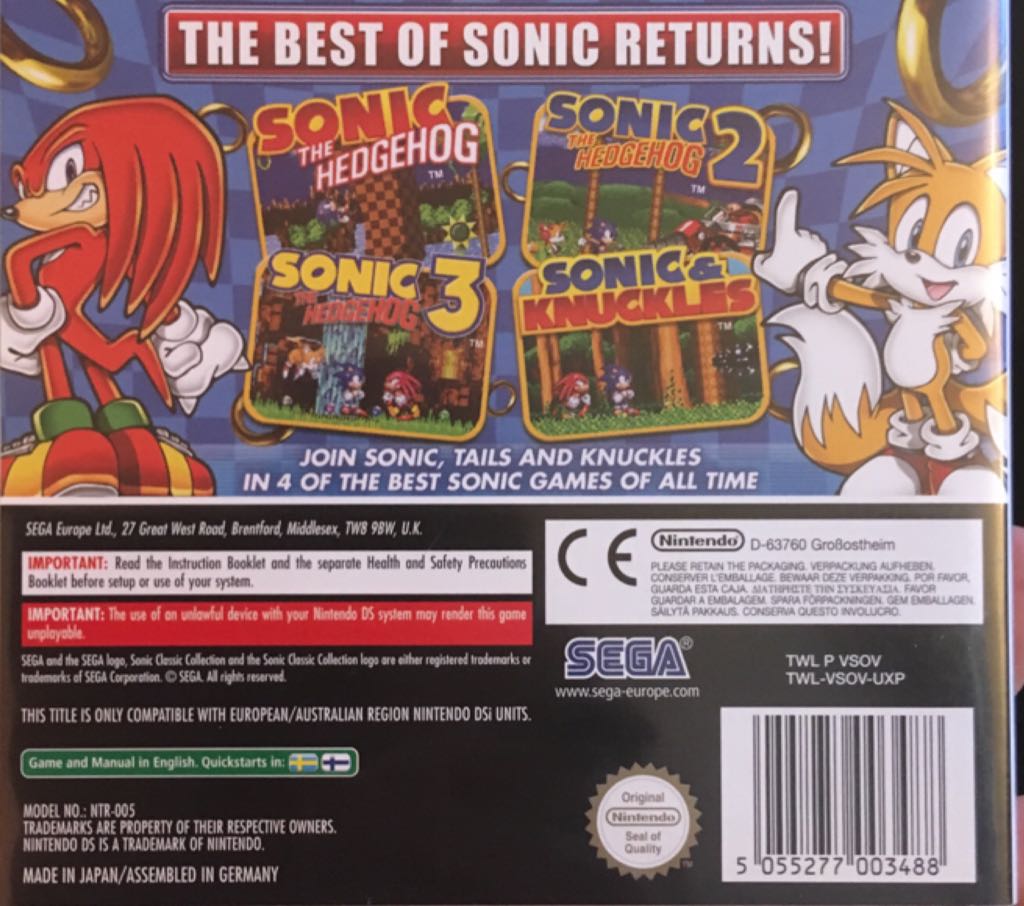 THE BEST OF SONIC RETURNS!
SONIC
THE
HEDGEHOG
TM
SONIC
THE
HEDGEHOG
2
TM
SONIC
THE
HEDGEHOG
3
TM
SONIC &
KNUCKLES
TM
JOIN SONIC, TAILS AND KNUCKLES
IN 4 OF THE BEST SONIC GAMES OF ALL TIME
SEGA Europe Ltd., 27 Great West Road, Brentford, Middlesex, TW8 9BW, U.K.
IMPORTANT: Read the Instruction Booklet and the separate Health and Safety Precautions
Booklet before setup or use of your system.
IMPORTANT: The use of an unlawful device with your Nintendo DS system may render this game
unplayable.
SEGA and the SEGA logo, Sonic Classic Collection and the Sonic Classic Collection logo are either registered trademarks or
trademarks of SEGA Corporation. © SEGA. All rights reserved.
THIS TITLE IS ONLY COMPATIBLE WITH EUROPEAN/AUSTRALIAN REGION NINTENDO DSi UNITS.
Game and Manual in English. Quickstarts in:
MODEL NO.: NTR-005
TRADEMARKS ARE PROPERTY OF THEIR RESPECTIVE OWNERS.
NINTENDO DS IS A TRADEMARK OF NINTENDO.
MADE IN JAPAN/ASSEMBLED IN GERMANY
CE
Nintendo D-63760 Großostheim
PLEASE RETAIN THE PACKAGING. VERPACKUNG AUFHEBEN.
CONSERVER L'EMBALLAGE. BEWAAR DEZE VERPAKKING. POR FAVOR,
GUARDA ESTA CAJA. ΔΙΑΤΗΡΗΣΤΕ ΤΗΝ ΣΥΣΚΕΥΑΣΙΑ. FAVOR
GUARDAR A EMBALAGEM. SPARA FÖRPACKNINGEN. GEM EMBALLAGEN.
SÄILYTÄ PAKKAUS. CONSERVA QUESTO INVOLUCRO.
SEGA®
www.sega-europe.com
TWL P VSOV
TWL-VSOV-UXP
Original
Nintendo
Seal of
Quality
TM
5 055277 003488